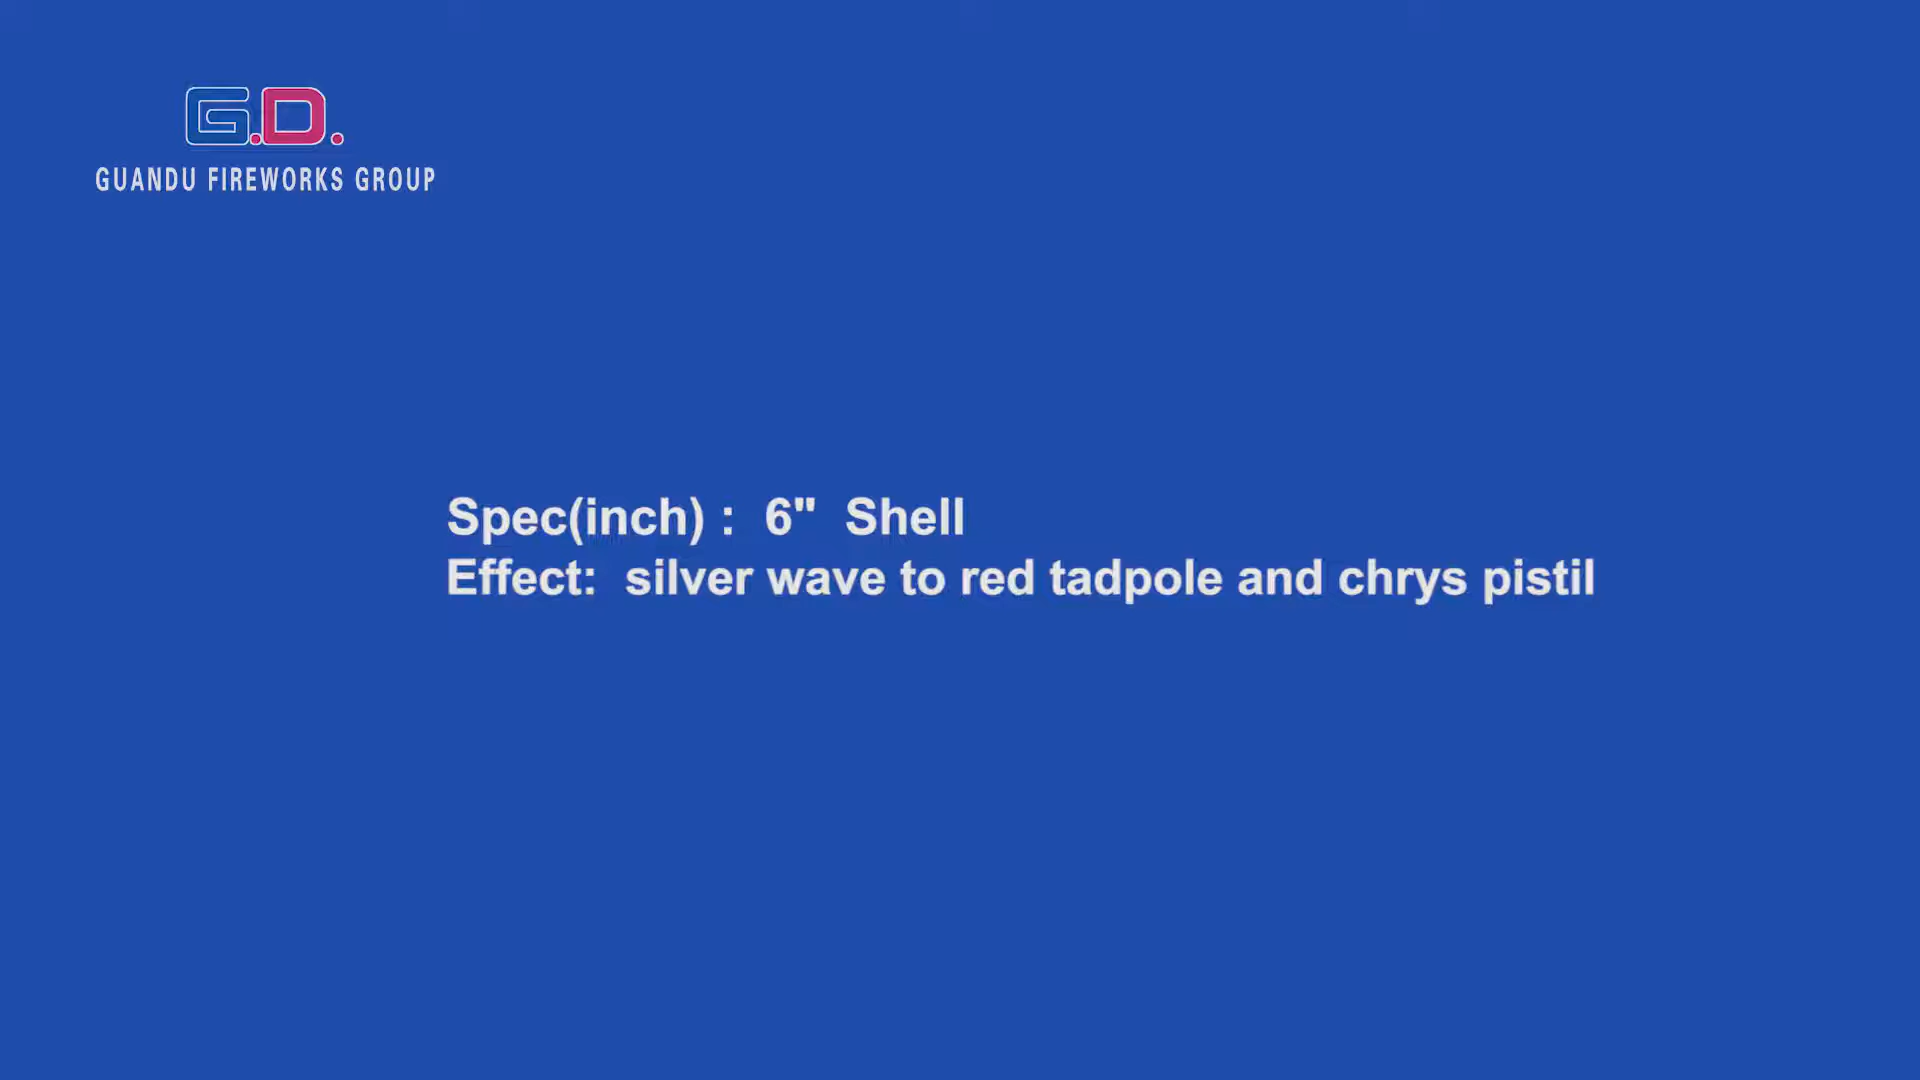 G.D.
GUANDU FIREWORKS GROUP
Spec(inch) : 6" Shell
Effect: silver wave to red tadpole and chrys pistil